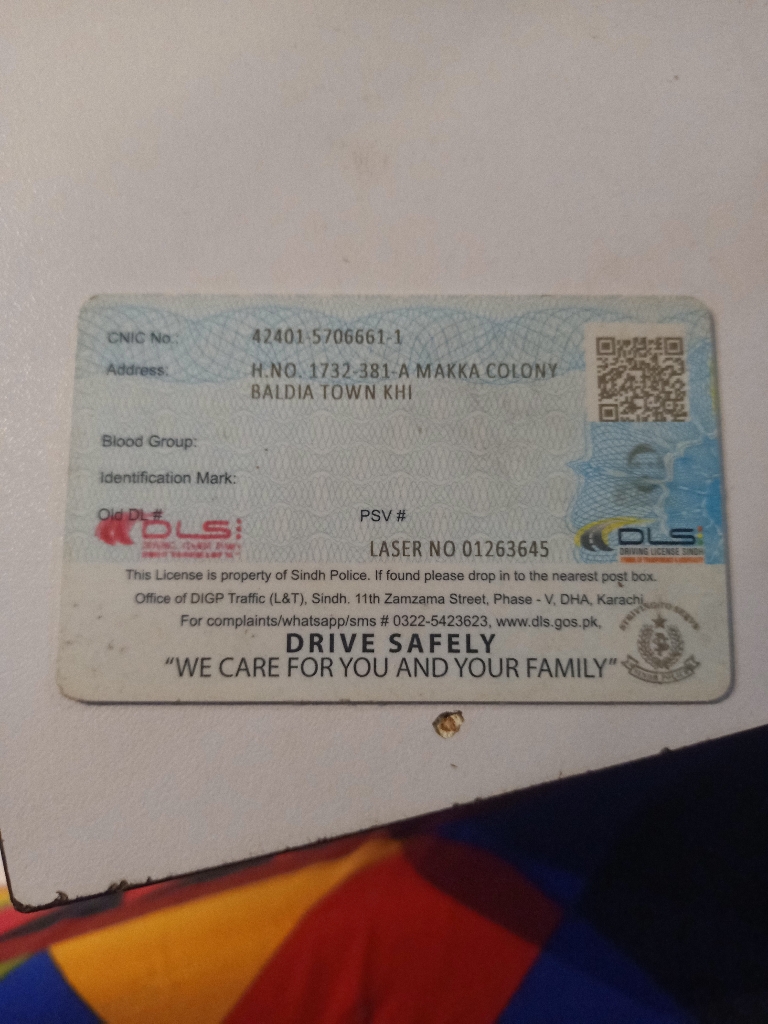 CNIC No.: 42401-5706661-1
Address: H.NO. 1732-381-A MAKKA COLONY
BALDIA TOWN KHI
Blood Group:
Identification Mark:
Old DL #
PSV #
DLS
DLS
DRIVING LICENSE SINDH
LASER NO 01263645
This License is property of Sindh Police. If found please drop in to the nearest post box.
Office of DIGP Traffic (L&T), Sindh. 11th Zamzama Street, Phase - V, DHA, Karachi
For complaints/whatsapp/sms # 0322-5423623, www.dls.gos.pk,
DRIVE SAFELY
"WE CARE FOR YOU AND YOUR FAMILY"